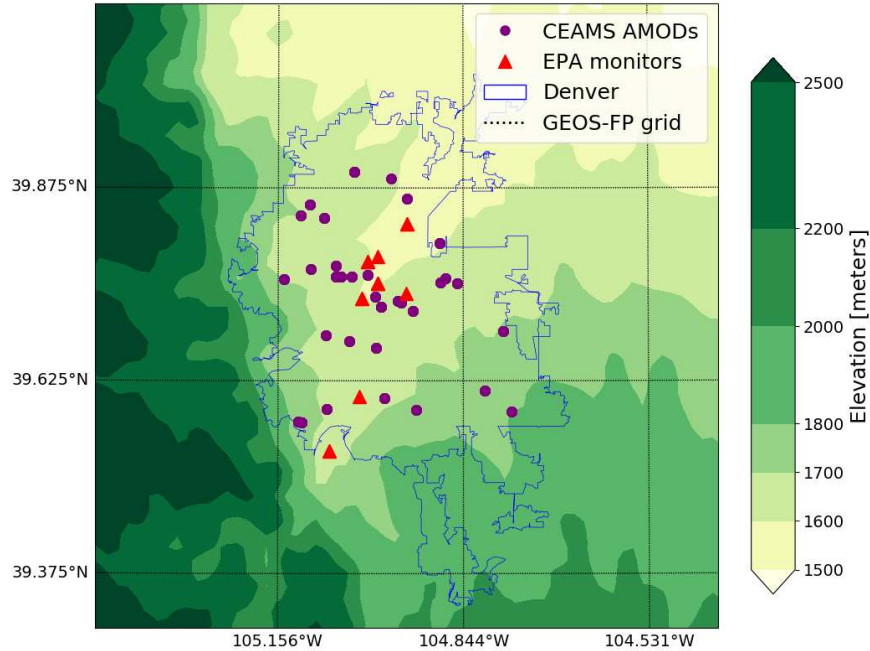 CEAMS AMODs
EPA monitors
Denver
GEOS-FP grid
39.875°N
39.625°N
39.375°N
105.156°W
104.844°W
104.531°W
2500
2200
2000
1800
1700
1600
1500
Elevation [meters]